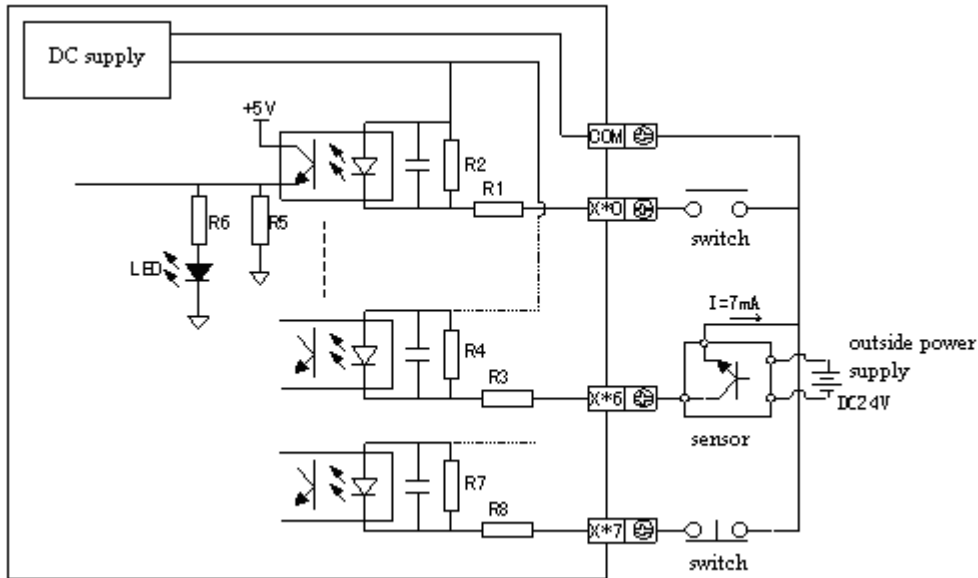 DC supply
+5V
COM
R2
R1
X*0
R6
R5
switch
LED
I=7mA
R4
outside power
supply
R3
X*6
DC24V
sensor
R7
R8
X*7
switch